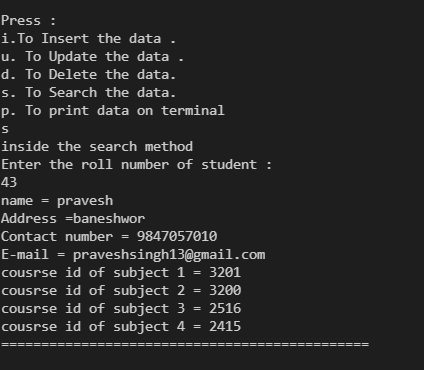 Press :
i.To Insert the data .
u. To Update the data .
d. To Delete the data.
s. To Search the data.
p. To print data on terminal
s
inside the search method
Enter the roll number of student :
43
name = pravesh
Address =baneshwor
Contact number = 9847057010
E-mail = praveshsingh13@gmail.com
cousrse id of subject 1 = 3201
cousrse id of subject 2 = 3200
cousrse id of subject 3 = 2516
cousrse id of subject 4 = 2415
==============================================